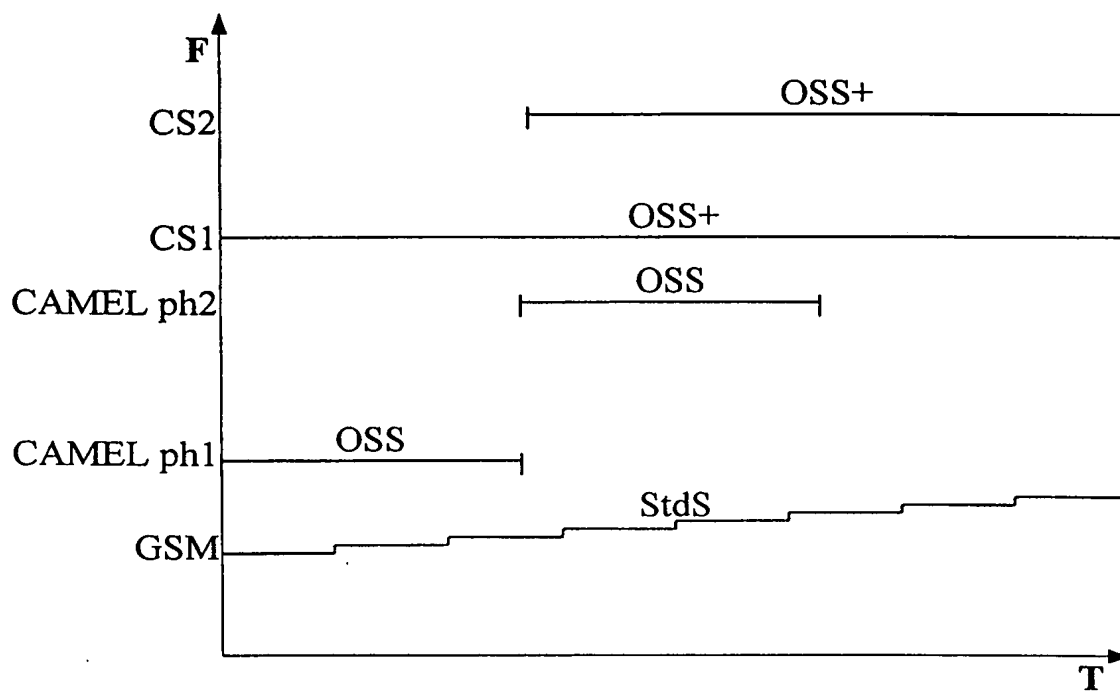 F
OSS+
CS2
OSS+
CS1
OSS
CAMEL ph2
OSS
CAMEL ph1
StdS
GSM
T